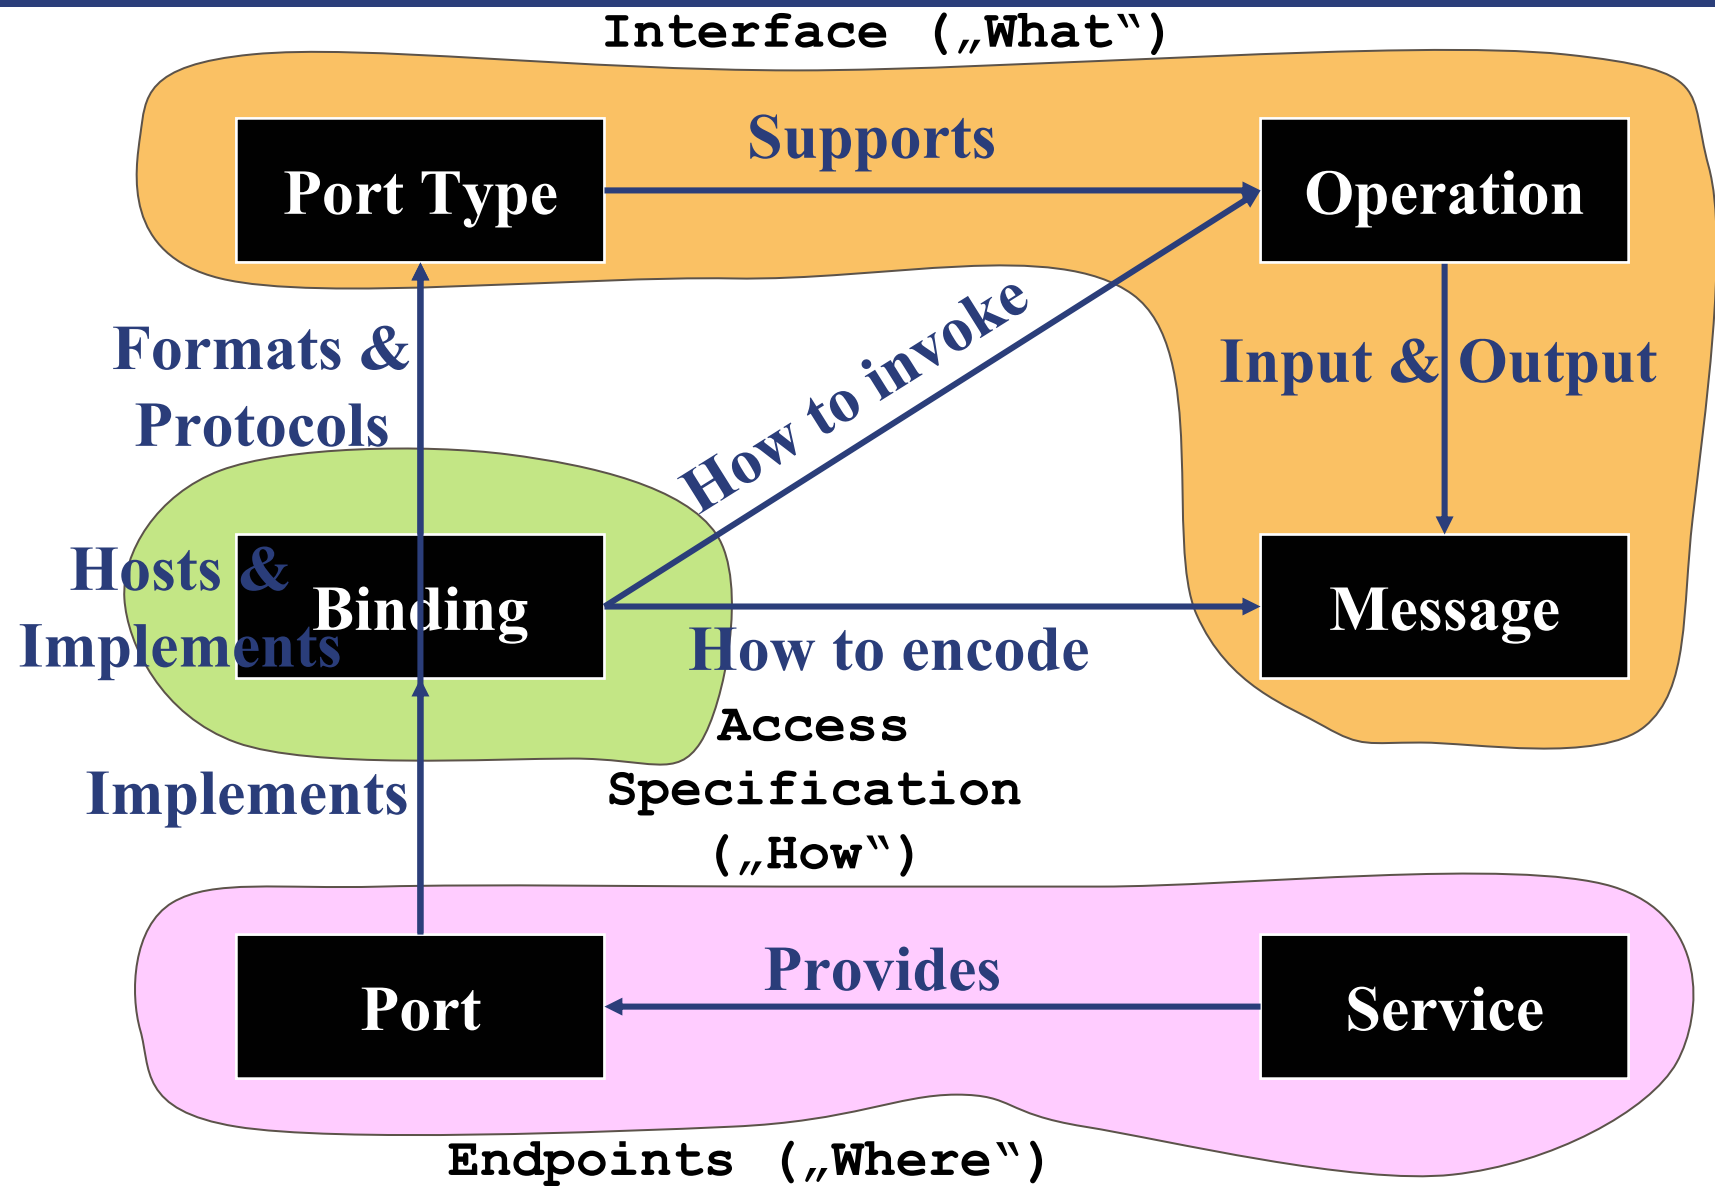 Interface („What“)
Supports
Port Type
Operation
Formats &
Protocols
How to invoke
Input & Output
Hosts &
Implements
Binding
Message
How to encode
Access
Specification
(„How“)
Implements
Provides
Port
Service
Endpoints („Where“)